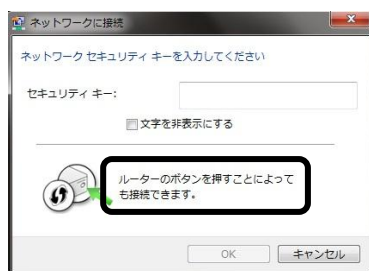 ネットワークに接続
ネットワーク セキュリティ キーを入力してください
セキュリティ キー:
文字を非表示にする
ルーターのボタンを押すことによって
も接続できます。
OK
キャンセル